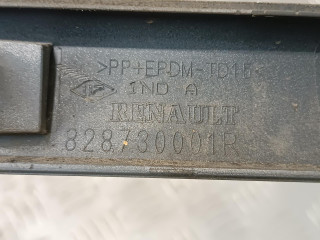 >PP+EPDM-TD15<
IND A
RENAULT
828730001R